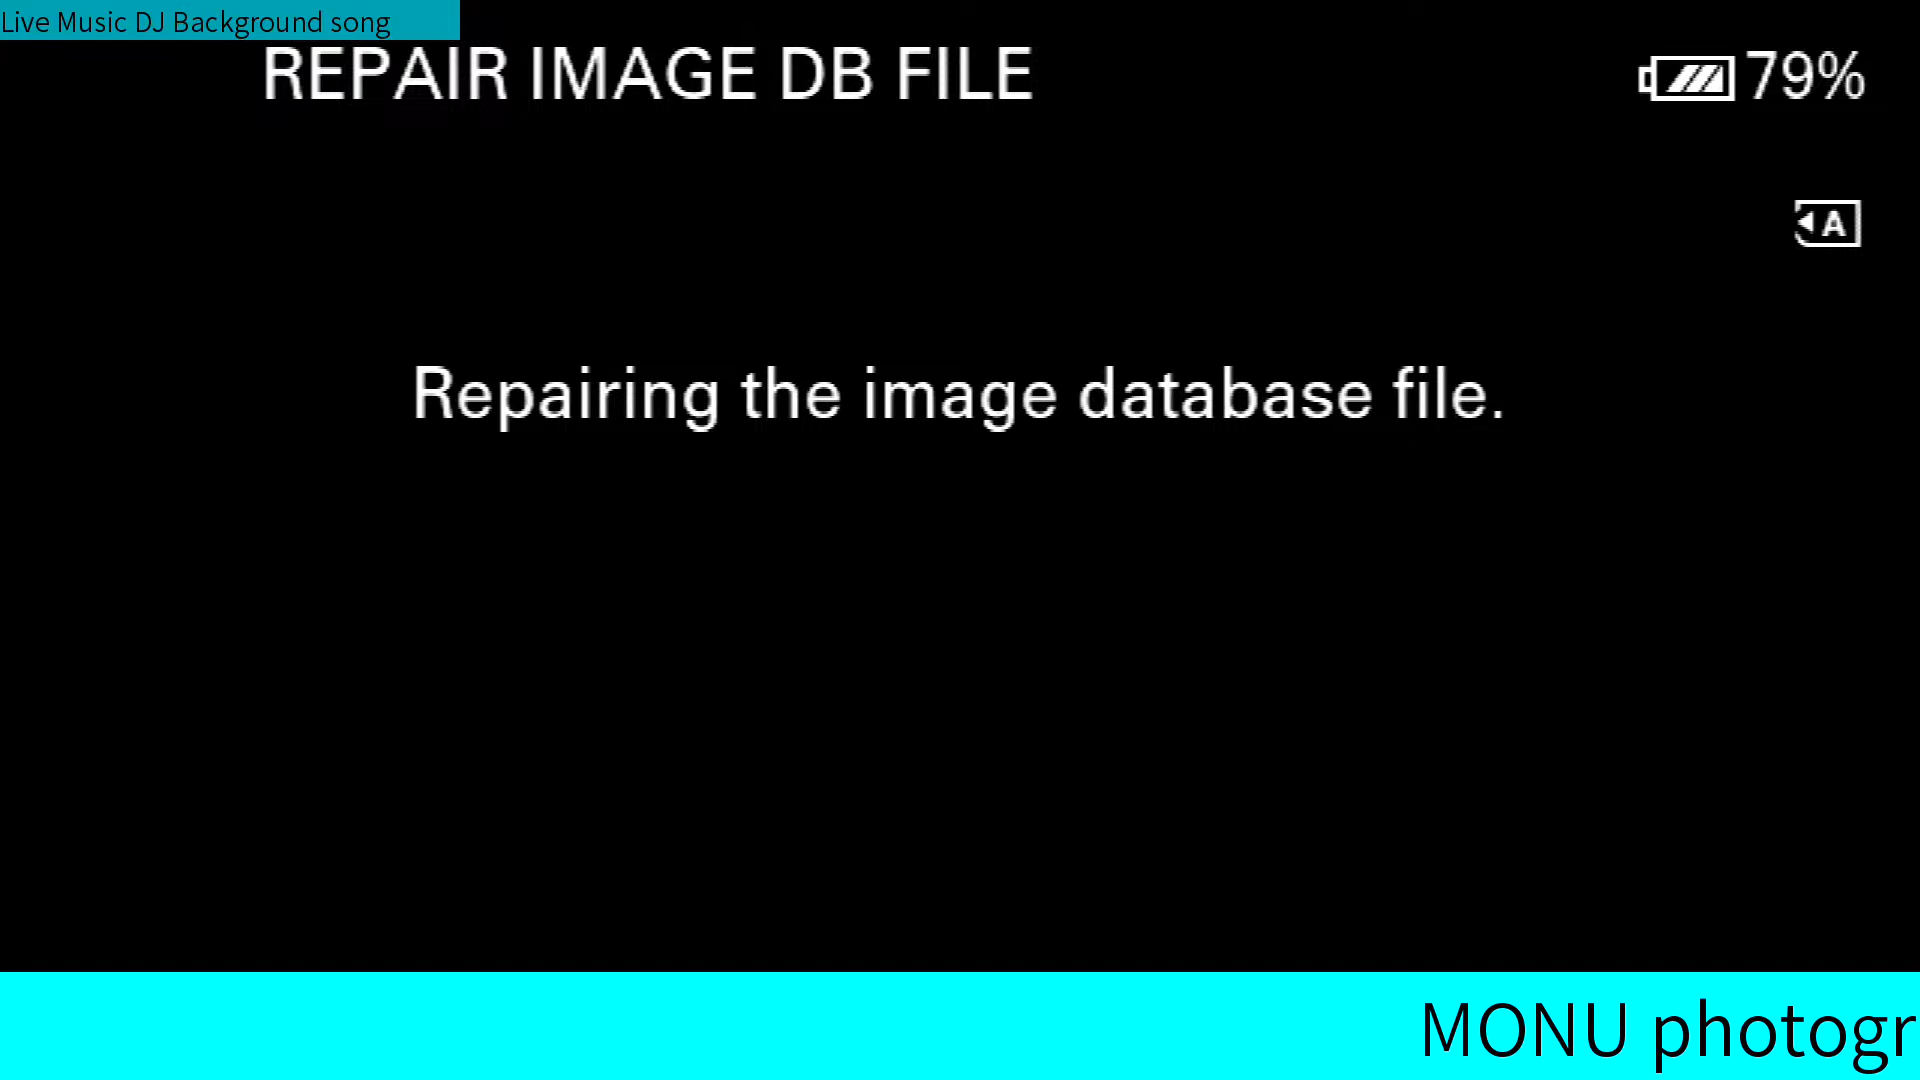 Live Music DJ Background song
REPAIR IMAGE DB FILE
79%
A
Repairing the image database file.
MONU photogr